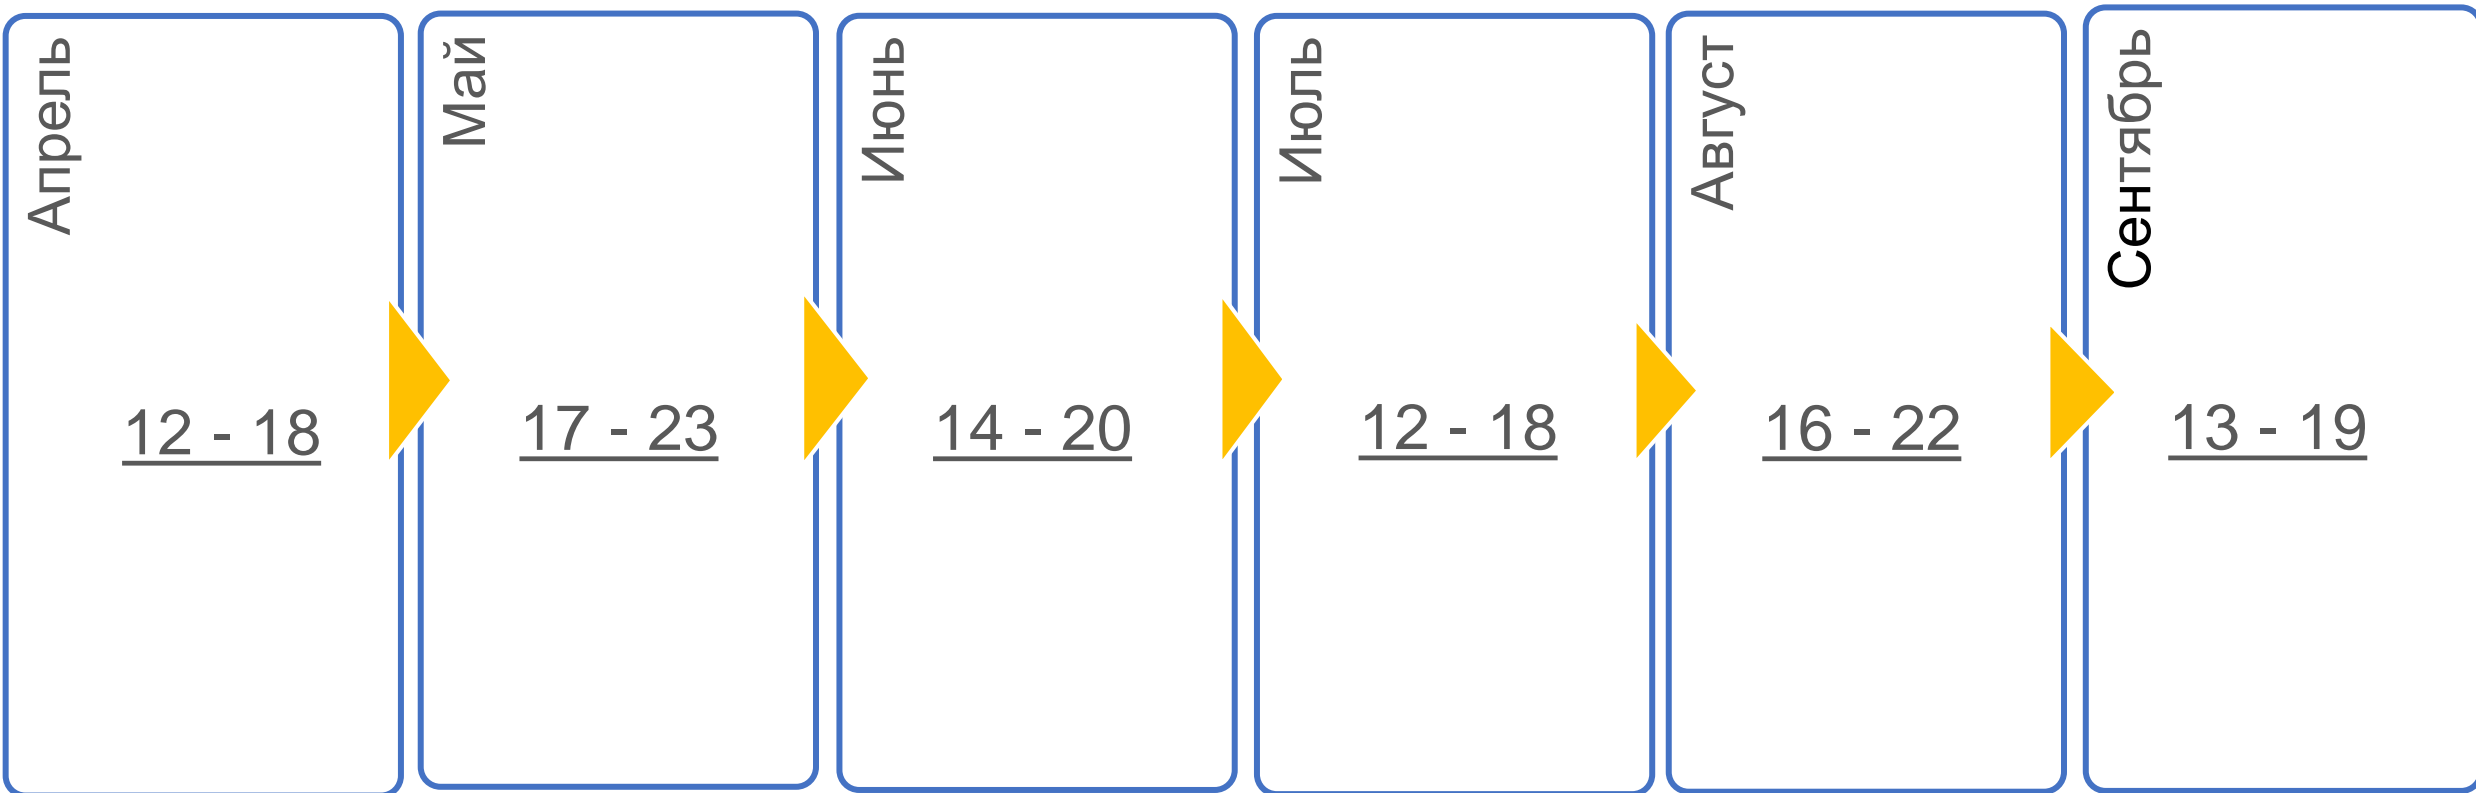 Апрель
12 - 18
Май
17 - 23
Июнь
14 - 20
Июль
12 - 18
Август
16 - 22
Сентябрь
13 - 19